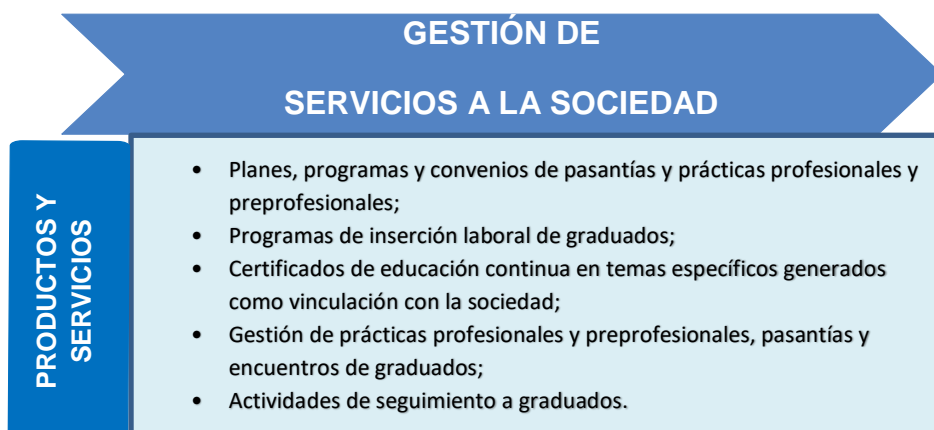 GESTIÓN DE
SERVICIOS A LA SOCIEDAD
PRODUCTOS Y
SERVICIOS
• Planes, programas y convenios de pasantías y prácticas profesionales y
preprofesionales;
• Programas de inserción laboral de graduados;
• Certificados de educación continua en temas específicos generados
como vinculación con la sociedad;
• Gestión de prácticas profesionales y preprofesionales, pasantías y
encuentros de graduados;
• Actividades de seguimiento a graduados.